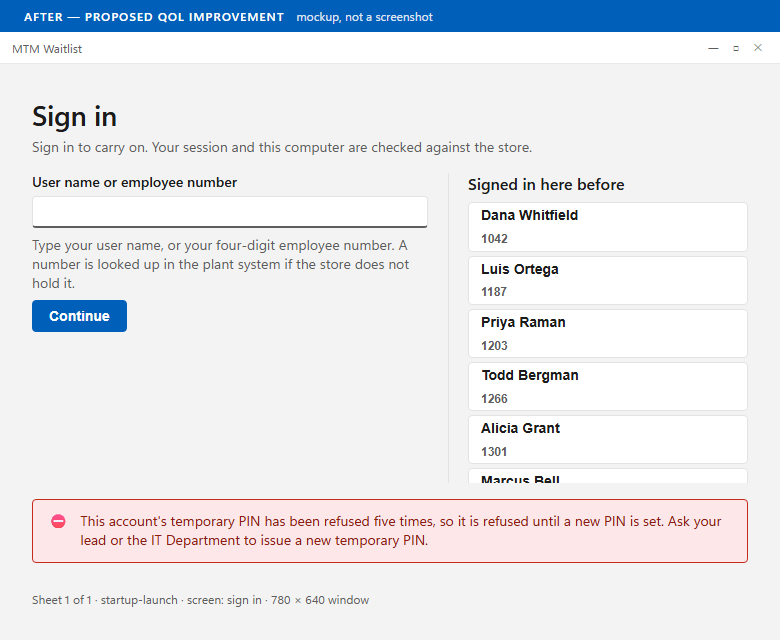 AFTER — PROPOSED QOL IMPROVEMENT mockup, not a screenshot
MTM Waitlist
Sign in
Sign in to carry on. Your session and this computer are checked against the store.
User name or employee number
Type your user name, or your four-digit employee number. A
number is looked up in the plant system if the store does not
hold it.
Continue
Signed in here before
Dana Whitfield
1042
Luis Ortega
1187
Priya Raman
1203
Todd Bergman
1266
Alicia Grant
1301
Marcus Bell
This account's temporary PIN has been refused five times, so it is refused until a new PIN is set. Ask your
lead or the IT Department to issue a new temporary PIN.
Sheet 1 of 1 · startup-launch · screen: sign in · 780 × 640 window